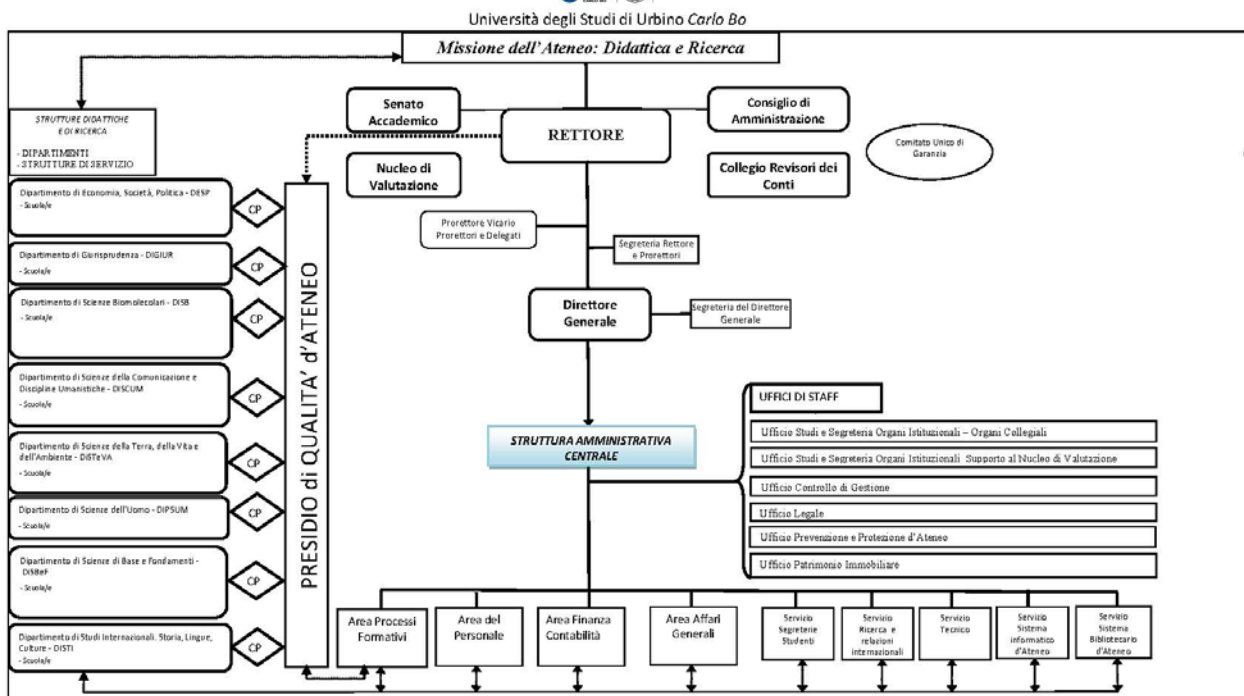 Università degli Studi di Urbino Carlo Bo
Missione dell'Ateneo: Didattica e Ricerca
STRUTTURE DIDATTICHE
E DI RICERCA
- DIPARTIMENTI
- STRUTTURE DI SERVIZIO
Senato
Accademico
Consiglio di
Amministrazione
RETTORE
Comitato Unico di
Garanzia
Nucleo di
Valutazione
Collegio Revisori dei
Conti
Prorettore Vicario
Prorettori e Delegati
Segreteria Rettore
e Prorettori
Direttore
Generale
Segreteria del Direttore
Generale
Dipartimento di Economia, Società, Politica - DESP
- Scuola/e
CP
Dipartimento di Giurisprudenza - DIGIUR
- Scuola/e
CP
Dipartimento di Scienze Biomolecolari - DISB
- Scuola/e
CP
Dipartimento di Scienze della Comunicazione e
Discipline Umanistiche - DISCUM
- Scuola/e
CP
Dipartimento di Scienze della Terra, della Vita e
dell'Ambiente - DiSTeVA
- Scuola/e
CP
Dipartimento di Scienze dell'Uomo - DIPSUM
- Scuola/e
CP
Dipartimento di Scienze di Base e Fondamenti -
DiSBeF
- Scuola/e
CP
Dipartimento di Studi Internazionali. Storia, Lingue,
Culture - DISTI
- Scuola/e
CP
PRESIDIO di QUALITA' d'ATENEO
STRUTTURA AMMINISTRATIVA
CENTRALE
UFFICI DI STAFF
Ufficio Studi e Segreteria Organi Istituzionali – Organi Collegiali
Ufficio Studi e Segreteria Organi Istituzionali Supporto al Nucleo di Valutazione
Ufficio Controllo di Gestione
Ufficio Legale
Ufficio Prevenzione e Protezione d'Ateneo
Ufficio Patrimonio Immobiliare
Area Processi
Formativi
Area del
Personale
Area Finanza
Contabilità
Area Affari
Generali
Servizio
Segreterie
Studenti
Servizio
Ricerca e
relazioni
internazionali
Servizio
Tecnico
Servizio
Sistema
informatico
d'Ateneo
Servizio
Sistema
Bibliotecario
d'Ateneo